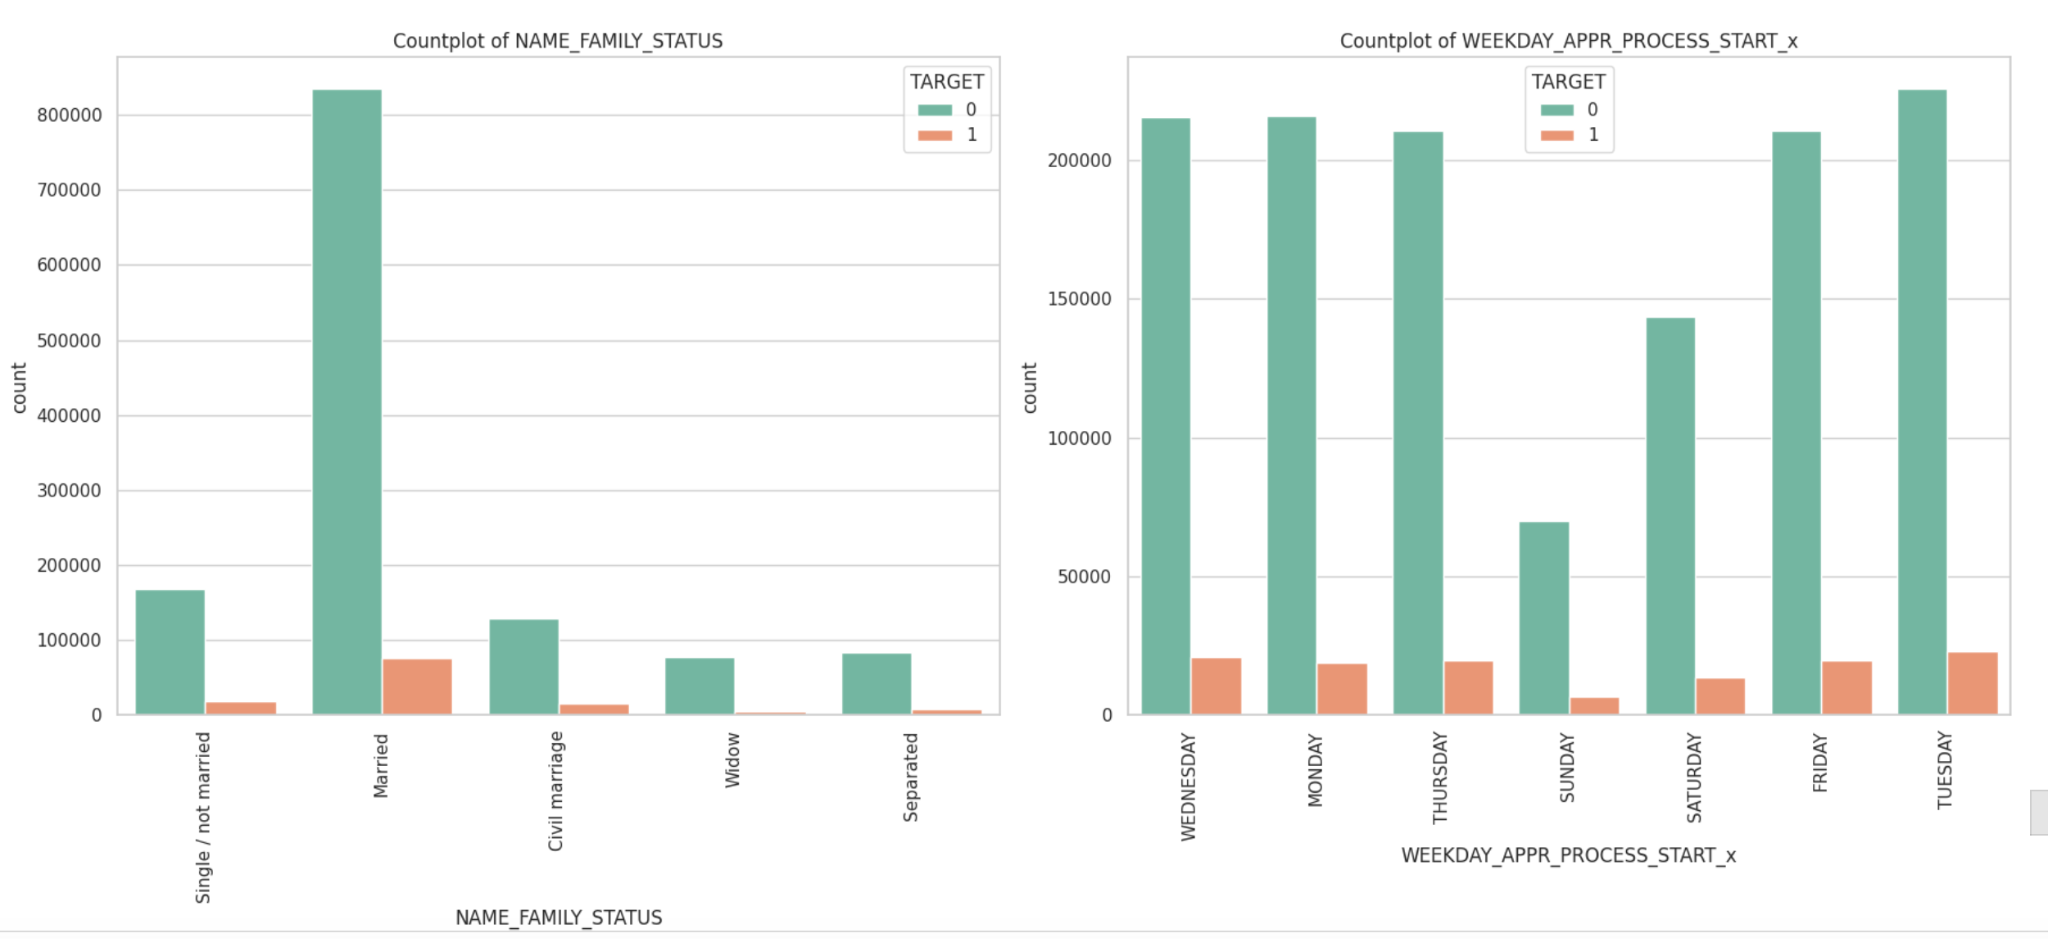 Countplot of NAME_FAMILY_STATUS
TARGET
0
1
800000
700000
600000
500000
400000
300000
200000
100000
0
count
Single / not married
Married
Civil marriage
Widow
Separated
NAME_FAMILY_STATUS
Countplot of WEEKDAY_APPR_PROCESS_START_x
TARGET
0
1
200000
150000
100000
50000
0
count
WEDNESDAY
MONDAY
THURSDAY
SUNDAY
SATURDAY
FRIDAY
TUESDAY
WEEKDAY_APPR_PROCESS_START_x